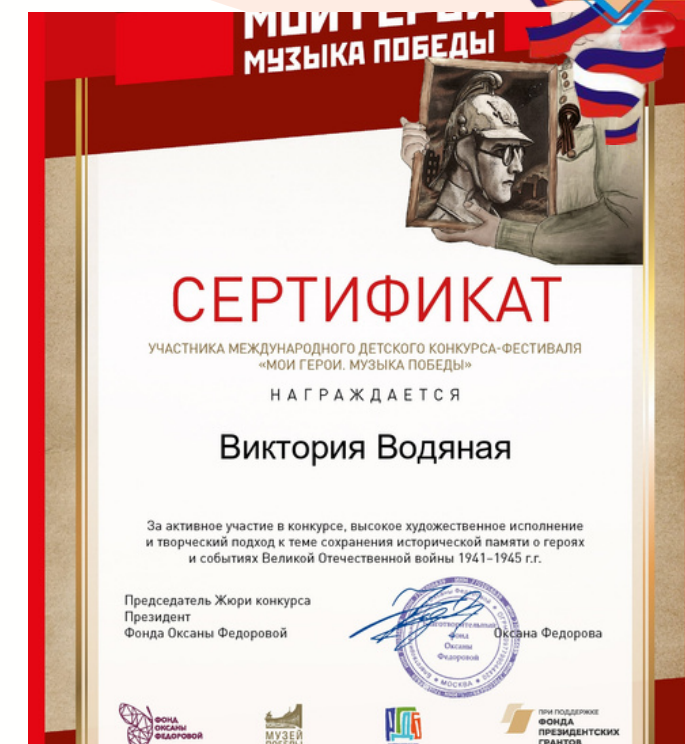 МОИ ГЕРОИ
МУЗЫКА ПОБЕДЫ
СЕРТИФИКАТ
УЧАСТНИКА МЕЖДУНАРОДНОГО ДЕТСКОГО КОНКУРСА-ФЕСТИВАЛЯ
«МОИ ГЕРОИ. МУЗЫКА ПОБЕДЫ»
НАГРАЖДАЕТСЯ
Виктория Водяная
За активное участие в конкурсе, высокое художественное исполнение
и творческий подход к теме сохранения исторической памяти о героях
и событиях Великой Отечественной войны 1941–1945 г.г.
Председатель Жюри конкурса
Президент
Фонда Оксаны Федоровой
Фонд
Оксаны
Федоровой
МОСКВА
Оксана Федорова
ФОНД
ОКСАНЫ
ФЕДОРОВОЙ
МУЗЕЙ
ПОБЕДЫ
РДБ
ПРИ ПОДДЕРЖКЕ
ФОНДА
ПРЕЗИДЕНТСКИХ
ГРАНТОВ